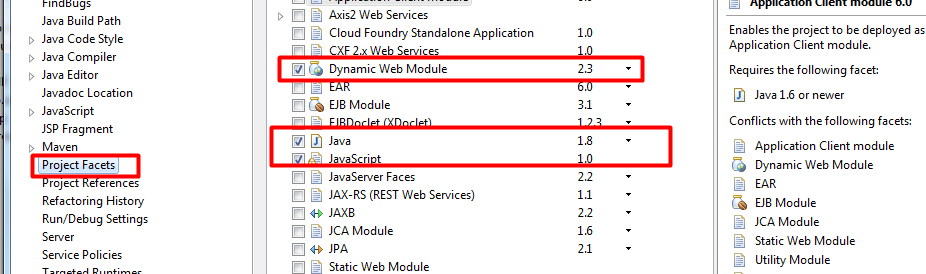 FindBugs
Java Build Path
Java Code Style
Java Compiler
Java Editor
Javadoc Location
JavaScript
JSP Fragment
Maven
Project Facets
Project References
Refactoring History
Run/Debug Settings
Server
Service Policies
Targeted Runtimes
Application Client module 6.0
Axis2 Web Services
Cloud Foundry Standalone Application 1.0
CXF 2.x Web Services 1.0
Dynamic Web Module 2.3
EAR 6.0
EJB Module 3.1
EJBDoclet (XDoclet) 1.2.3
Java 1.8
JavaScript 1.0
JavaServer Faces 2.2
JAX-RS (REST Web Services) 1.1
JAXB 2.2
JCA Module 1.6
JPA 2.1
Static Web Module
Application Client module 6.0
Enables the project to be deployed as
Application Client module.
Requires the following facet:
Java 1.6 or newer
Conflicts with the following facets:
Application Client module
Dynamic Web Module
EAR
EJB Module
JCA Module
Static Web Module
Utility Module